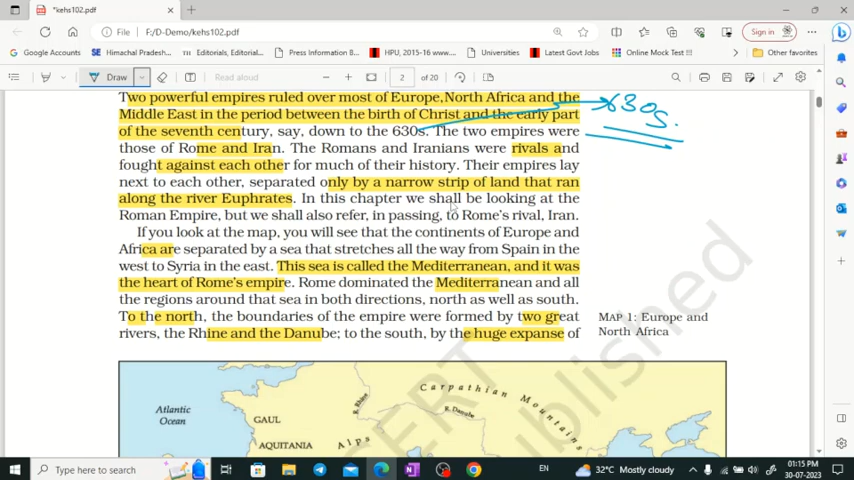 *kehs102.pdf
File
F:/D-Demo/kehs102.pdf
Sign in
Google Accounts
Himachal Pradesh...
Tn
Editorials, Editorial...
Press Information B...
HPU, 2015-16 www....
Universities
Latest Govt Jobs
Online Mock Test !!!
Other favorites
Draw
Read aloud
2
of 20
Two powerful empires ruled over most of Europe, North Africa and the
Middle East in the period between the birth of Christ and the early part
of the seventh century, say, down to the 630s. The two empires were
those of Rome and Iran. The Romans and Iranians were rivals and
fought against each other for much of their history. Their empires lay
next to each other, separated only by a narrow strip of land that ran
along the river Euphrates. In this chapter we shall be looking at the
Roman Empire, but we shall also refer, in passing, to Rome's rival, Iran.
If you look at the map, you will see that the continents of Europe and
Africa are separated by a sea that stretches all the way from Spain in the
west to Syria in the east. This sea is called the Mediterranean, and it was
the heart of Rome's empire. Rome dominated the Mediterranean and all
the regions around that sea in both directions, north as well as south.
To the north, the boundaries of the empire were formed by two great
rivers, the Rhine and the Danube; to the south, by the huge expanse of
630s.
MAP 1: Europe and
North Africa
Atlantic
Ocean
GAUL
AQUITANIA
Alps
R. Rhine
R. Danube
Carpathian Mountains
Type here to search
EN
32°C Mostly cloudy
01:15 PM
30-07-2023